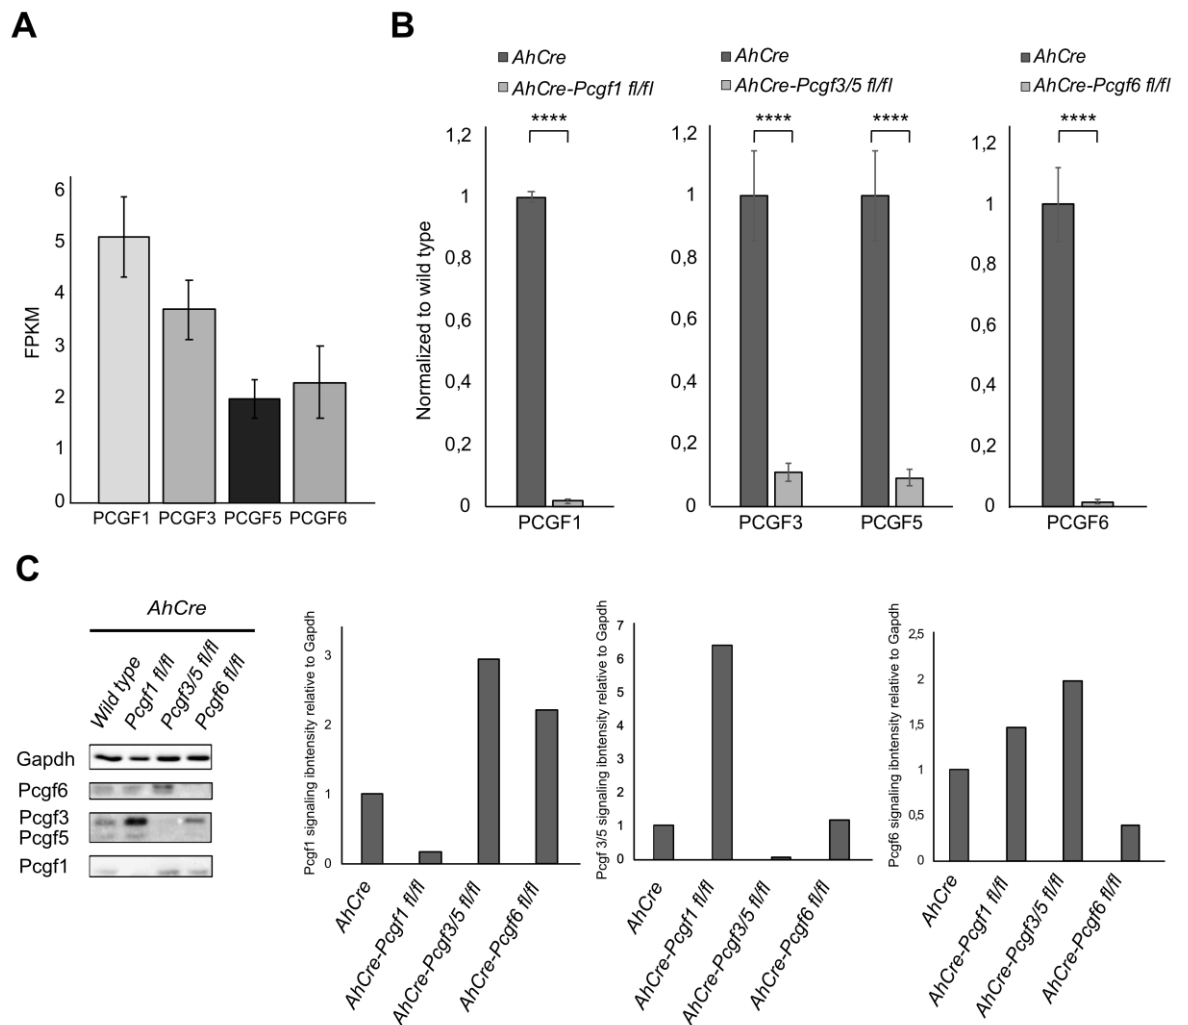 A
6
5
4
3
2
1
0
FPKM
PCGF1 PCGF3 PCGF5 PCGF6
B
AhCre
AhCre-Pcgf1 fl/fl
****
1,2
1
0,8
0,6
0,4
0,2
0
Normalized to wild type
PCGF1
AhCre
AhCre-Pcgf3/5 fl/fl
**** ****
1,2
1
0,8
0,6
0,4
0,2
0
PCGF3 PCGF5
AhCre
AhCre-Pcgf6 fl/fl
****
1,2
1
0,8
0,6
0,4
0,2
0
PCGF6
C
AhCre
Wild type
Pcgf1 fl/fl
Pcgf3/5 fl/fl
Pcgf6 fl/fl
Gapdh
Pcgf6
Pcgf3
Pcgf5
Pcgf1
Pcgf1 signaling ibntensity relative to Gapdh
3
2
1
0
AhCre
AhCre-Pcgf1 fl/fl
AhCre-Pcgf3/5 fl/fl
AhCre-Pcgf6 fl/fl
Pcgf 3/5 signaling ibntensity relative to Gapdh
7
6
5
4
3
2
1
0
AhCre
AhCre-Pcgf1 fl/fl
AhCre-Pcgf3/5 fl/fl
AhCre-Pcgf6 fl/fl
Pcgf6 signaling ibntensity relative to Gapdh
2,5
2
1,5
1
0,5
0
AhCre
AhCre-Pcgf1 fl/fl
AhCre-Pcgf3/5 fl/fl
AhCre-Pcgf6 fl/fl